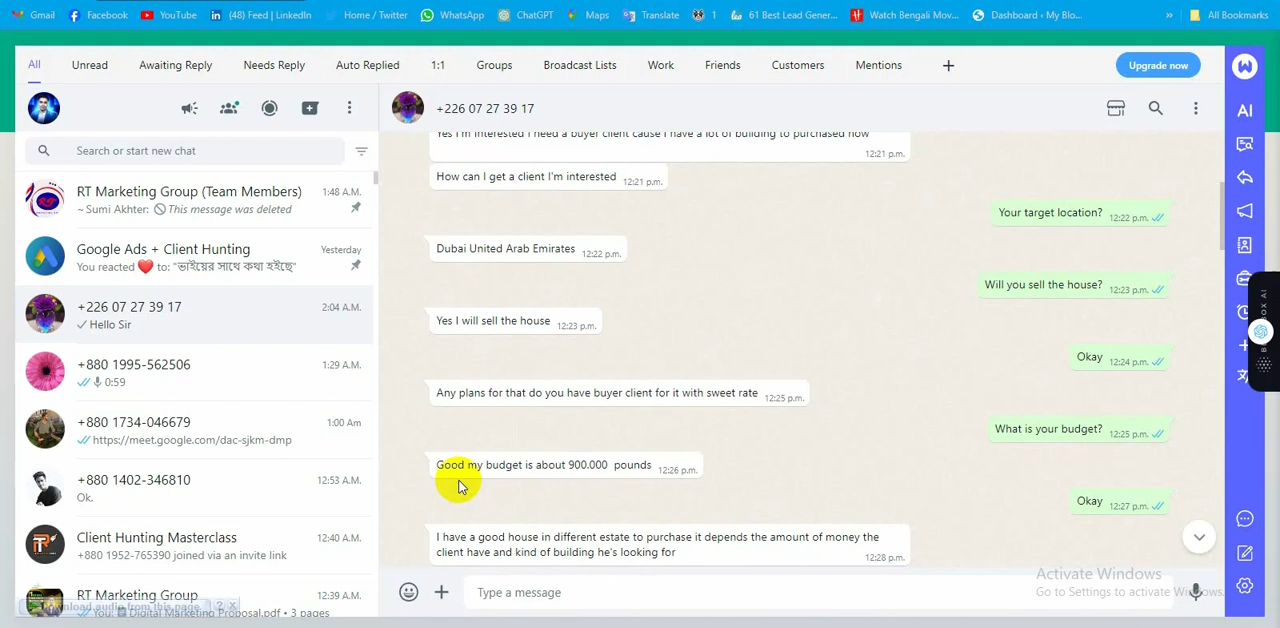 Gmail Facebook YouTube (48) Feed | LinkedIn Home / Twitter WhatsApp ChatGPT Maps Translate 1 61 Best Lead Gener... Watch Bengali Mov... Dashboard ‹ My Blo... » All Bookmarks
All Unread Awaiting Reply Needs Reply Auto Replied 1:1 Groups Broadcast Lists Work Friends Customers Mentions Upgrade now
+226 07 27 39 17
AI
Search or start new chat
RT Marketing Group (Team Members) 1:48 A.M.
~ Sumi Akhter: This message was deleted
Google Ads + Client Hunting Yesterday
You reacted ❤️ to: "ভাইয়ের সাথে কথা হইছে"
+226 07 27 39 17 2:04 A.M.
Hello Sir
+880 1995-562506 1:29 A.M.
0:59
+880 1734-046679 1:00 Am
https://meet.google.com/dac-sjkm-dmp
+880 1402-346810 12:53 A.M.
Ok.
Client Hunting Masterclass 12:40 A.M.
+880 1952-765390 joined via an invite link
RT Marketing Group 12:39 A.M.
You: Digital Marketing Proposal.pdf • 3 pages
Download audio from this page ? x
Yes I'm interested I need a buyer client cause I have a lot of building to purchased now
12:21 p.m.
How can I get a client I'm interested 12:21 p.m.
Your target location? 12:22 p.m.
Dubai United Arab Emirates 12:22 p.m.
Will you sell the house? 12:23 p.m.
Yes I will sell the house 12:23 p.m.
Okay 12:24 p.m.
Any plans for that do you have buyer client for it with sweet rate 12:25 p.m.
What is your budget? 12:25 p.m.
Good my budget is about 900.000 pounds 12:26 p.m.
Okay 12:27 p.m.
I have a good house in different estate to purchase it depends the amount of money the
client have and kind of building he's looking for 12:28 p.m.
Type a message
Activate Windows
Go to Settings to activate Windows.